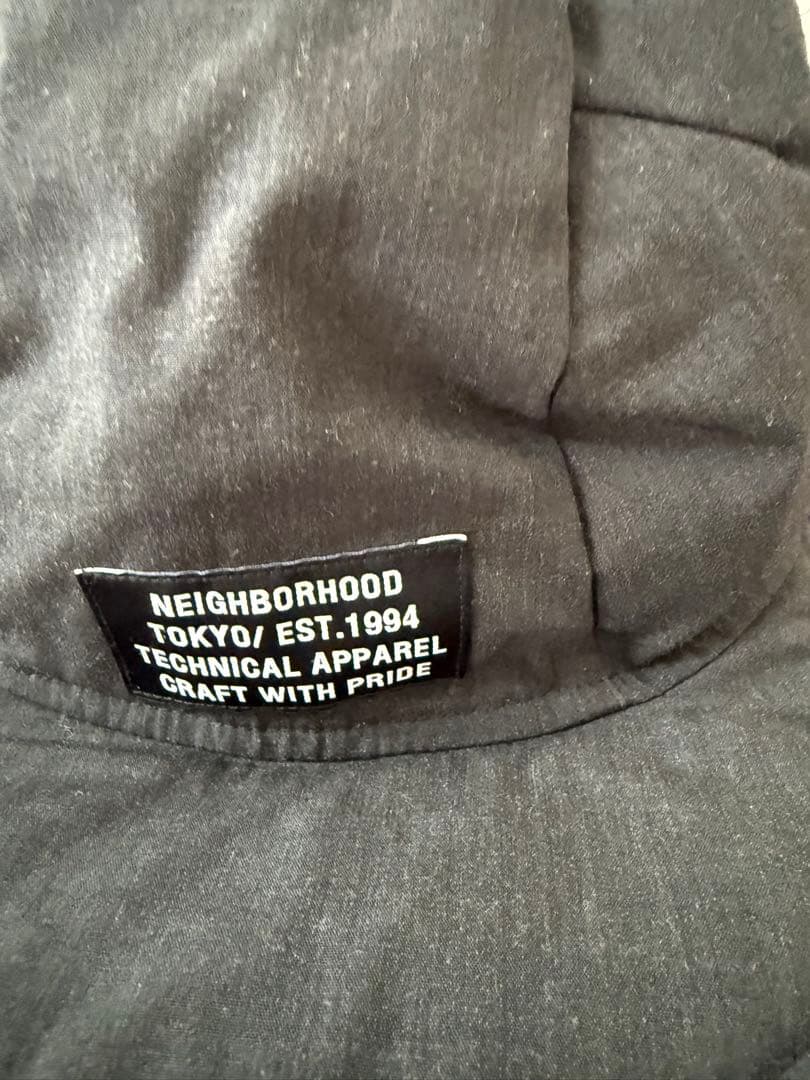 NEIGHBORHOOD
TOKYO/ EST.1994
TECHNICAL APPAREL
CRAFT WITH PRIDE